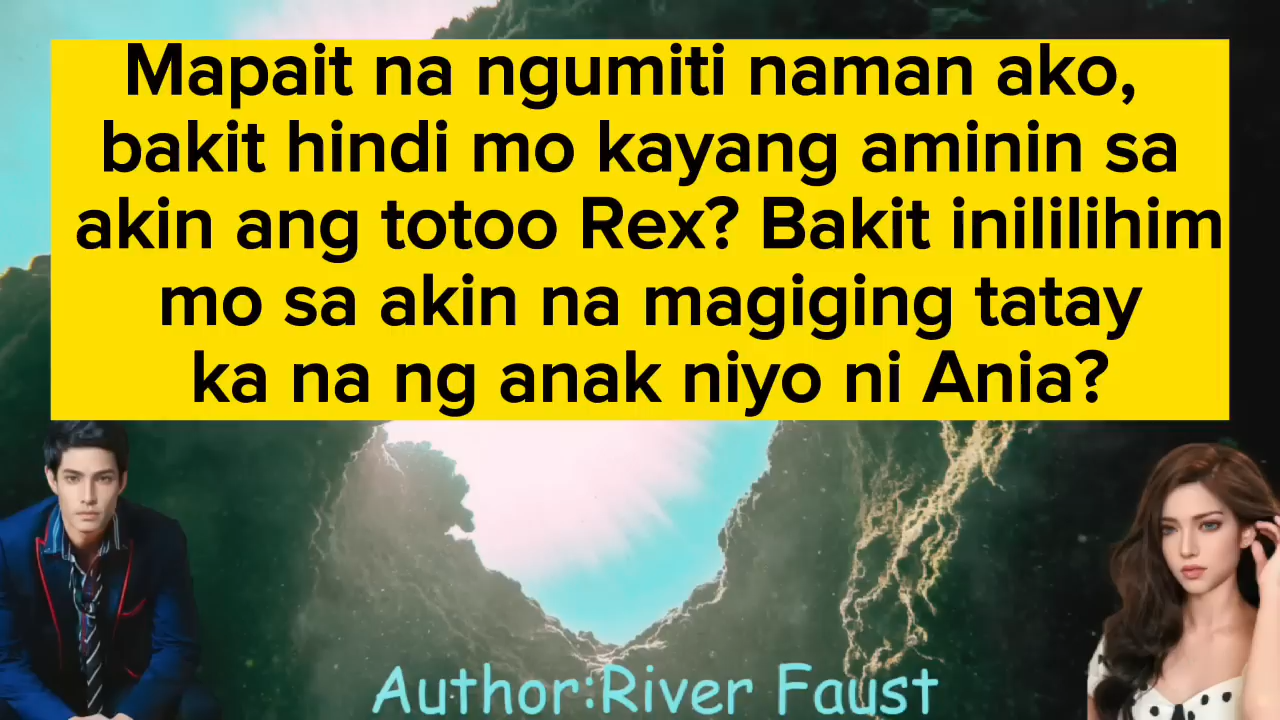 Mapait na ngumiti naman ako,
bakit hindi mo kayang aminin sa
akin ang totoo Rex? Bakit inililihim
mo sa akin na magiging tatay
ka na ng anak niyo ni Ania?
Author:River Faust